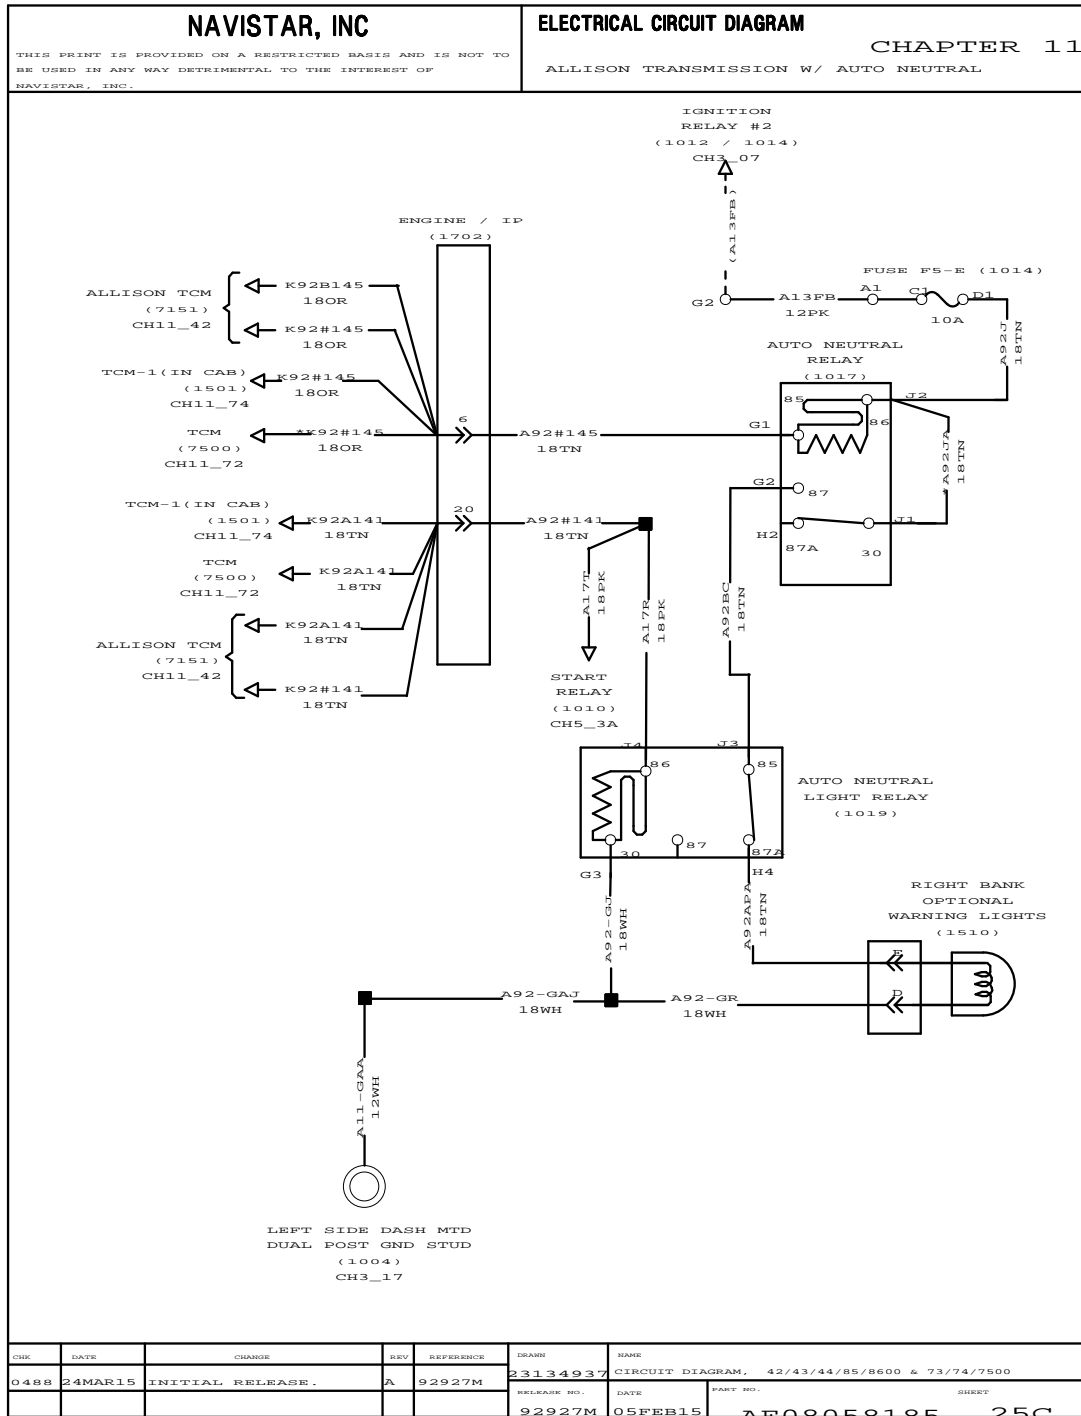 NAVISTAR, INC
THIS PRINT IS PROVIDED ON A RESTRICTED BASIS AND IS NOT TO
BE USED IN ANY WAY DETRIMENTAL TO THE INTEREST OF
NAVISTAR, INC.
ELECTRICAL CIRCUIT DIAGRAM
CHAPTER 11
ALLISON TRANSMISSION W/ AUTO NEUTRAL
IGNITION
RELAY #2
(1012 / 1014)
CH3_07
(A13FB)
ENGINE / IP
(1702)
FUSE F5-E (1014)
G2
A13FB
12PK
A1
C1
D1
10A
A92J
18TN
ALLISON TCM
(7151)
CH11_42
K92B145
18OR
K92#145
18OR
TCM-1(IN CAB)
(1501)
CH11_74
K92#145
18OR
TCM
(7500)
CH11_72
*K92#145
18OR
6
A92#145
18TN
AUTO NEUTRAL
RELAY
(1017)
85
J2
86
G1
*A92JA
18TN
G2
87
H2
87A
30
J1
TCM-1(IN CAB)
(1501)
CH11_74
K92A141
18TN
20
A92#141
18TN
TCM
(7500)
CH11_72
K92A141
18TN
ALLISON TCM
(7151)
CH11_42
K92A141
18TN
K92#141
18TN
A17T
18PK
A17R
18PK
A92BC
18TN
START
RELAY
(1010)
CH5_3A
J4
J3
86
85
AUTO NEUTRAL
LIGHT RELAY
(1019)
30
87
87A
G3
H4
A92-GJ
18WH
A92APA
18TN
RIGHT BANK
OPTIONAL
WARNING LIGHTS
(1510)
E
D
A92-GAJ
18WH
A92-GR
18WH
A11-GAA
12WH
LEFT SIDE DASH MTD
DUAL POST GND STUD
(1004)
CH3_17
CHK DATE CHANGE REV REFERENCE
0488 24MAR15 INITIAL RELEASE. A 92927M
DRAWN
23134937
NAME
CIRCUIT DIAGRAM, 42/43/44/85/8600 & 73/74/7500
RELEASE NO.
92927M
DATE
05FEB15
PART NO.
AF08058185
SHEET
25C